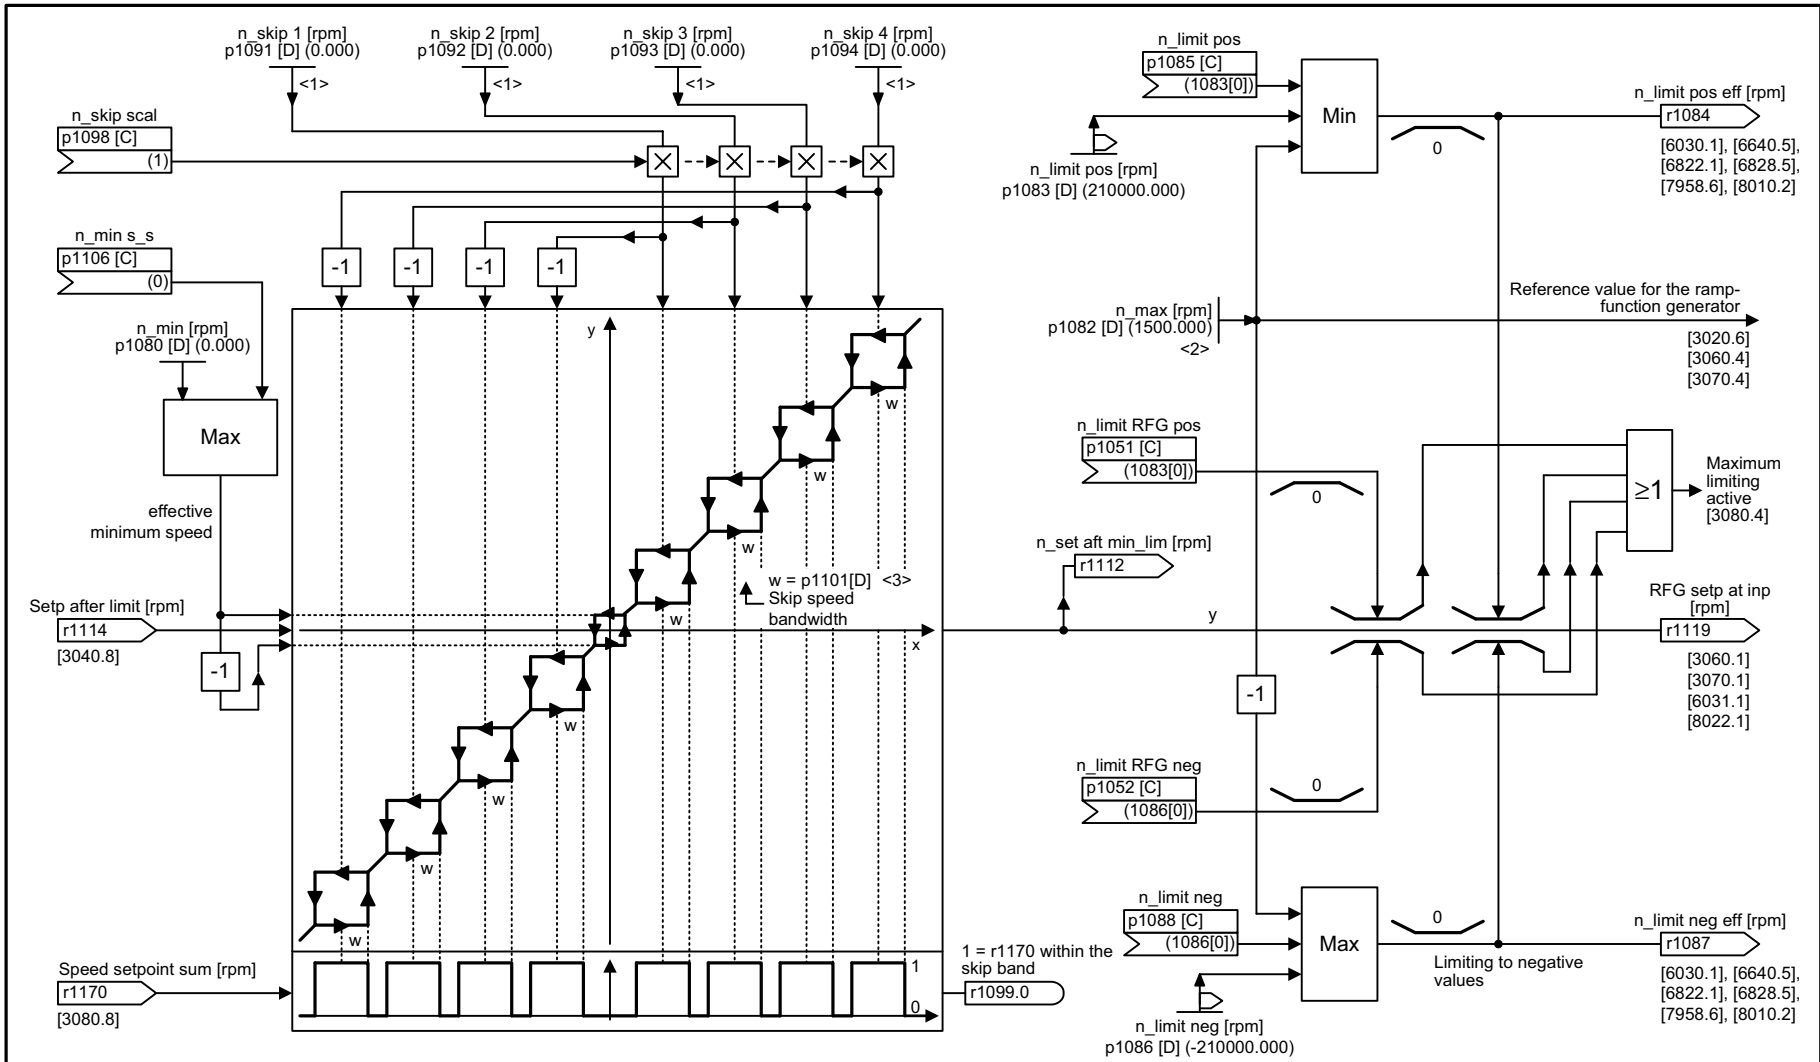 n_skip 1 [rpm]
p1091 [D] (0.000)
<1>
n_skip 2 [rpm]
p1092 [D] (0.000)
<1>
n_skip 3 [rpm]
p1093 [D] (0.000)
<1>
n_skip 4 [rpm]
p1094 [D] (0.000)
<1>
n_skip scal
p1098 [C]
(1)
n_min s_s
p1106 [C]
(0)
-1
-1
-1
-1
n_min [rpm]
p1080 [D] (0.000)
Max
effective
minimum speed
Setp after limit [rpm]
r1114
[3040.8]
-1
y
x
w
w
w
w
w = p1101[D] <3>
Skip speed
bandwidth
w
w
w
w
Speed setpoint sum [rpm]
r1170
[3080.8]
1
0
1 = r1170 within the
skip band
r1099.0
n_limit pos
p1085 [C]
(1083[0])
n_limit pos [rpm]
p1083 [D] (210000.000)
Min
0
n_limit pos eff [rpm]
r1084
[6030.1], [6640.5],
[6822.1], [6828.5],
[7958.6], [8010.2]
n_max [rpm]
p1082 [D] (1500.000)
<2>
Reference value for the ramp-
function generator
[3020.6]
[3060.4]
[3070.4]
n_limit RFG pos
p1051 [C]
(1083[0])
0
≥1
Maximum
limiting
active
[3080.4]
n_set aft min_lim [rpm]
r1112
y
RFG setp at inp
[rpm]
r1119
[3060.1]
[3070.1]
[6031.1]
[8022.1]
-1
n_limit RFG neg
p1052 [C]
(1086[0])
0
n_limit neg
p1088 [C]
(1086[0])
n_limit neg [rpm]
p1086 [D] (-210000.000)
Max
0
Limiting to negative
values
n_limit neg eff [rpm]
r1087
[6030.1], [6640.5],
[6822.1], [6828.5],
[7958.6], [8010.2]